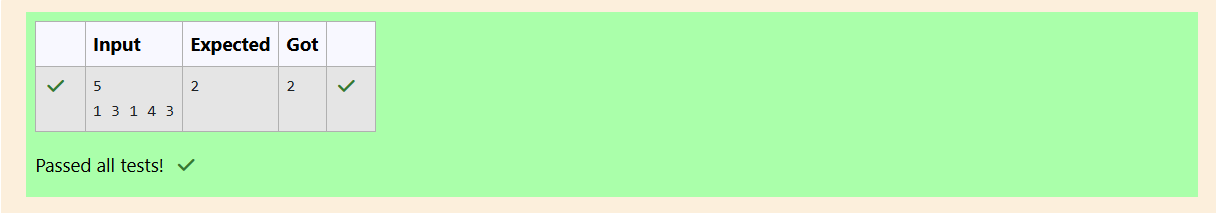 Input Expected Got
5 2 2
1 3 1 4 3
Passed all tests!